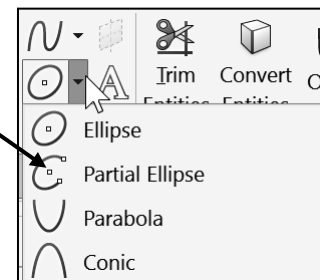 Trim Convert O
Entities Entities
Ellipse
Partial Ellipse
Parabola
Conic